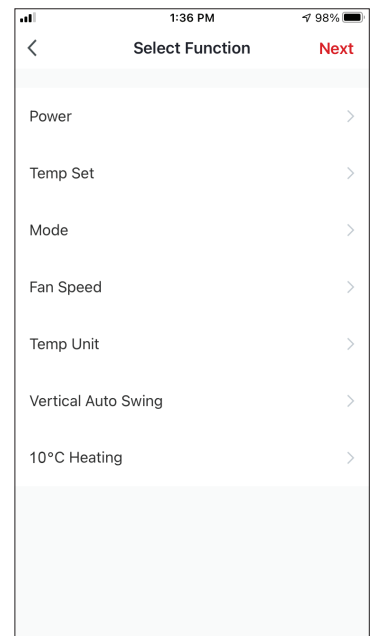 1:36 PM 98%
Select Function Next
Power
Temp Set
Mode
Fan Speed
Temp Unit
Vertical Auto Swing
10°C Heating